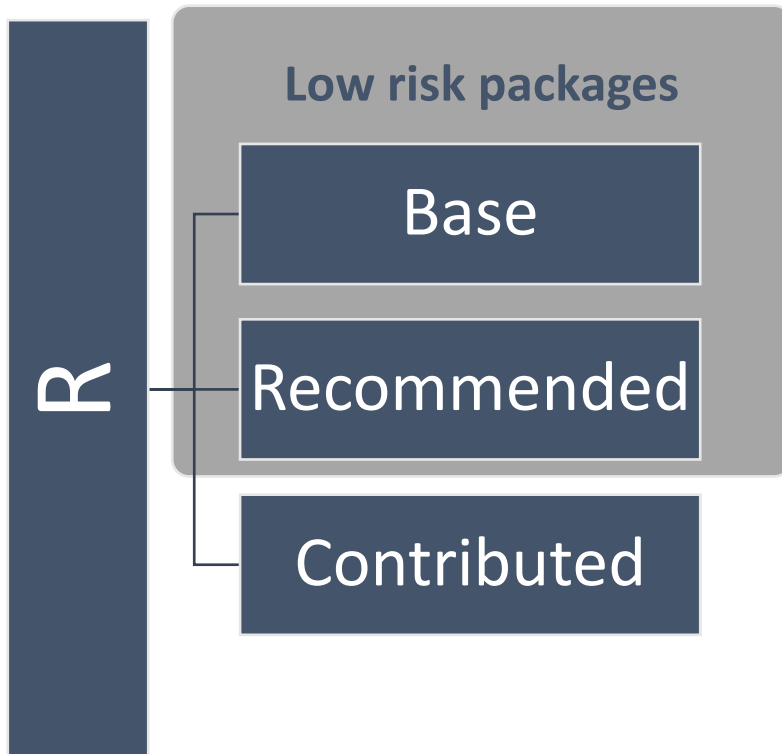 R
Low risk packages
Base
Recommended
Contributed